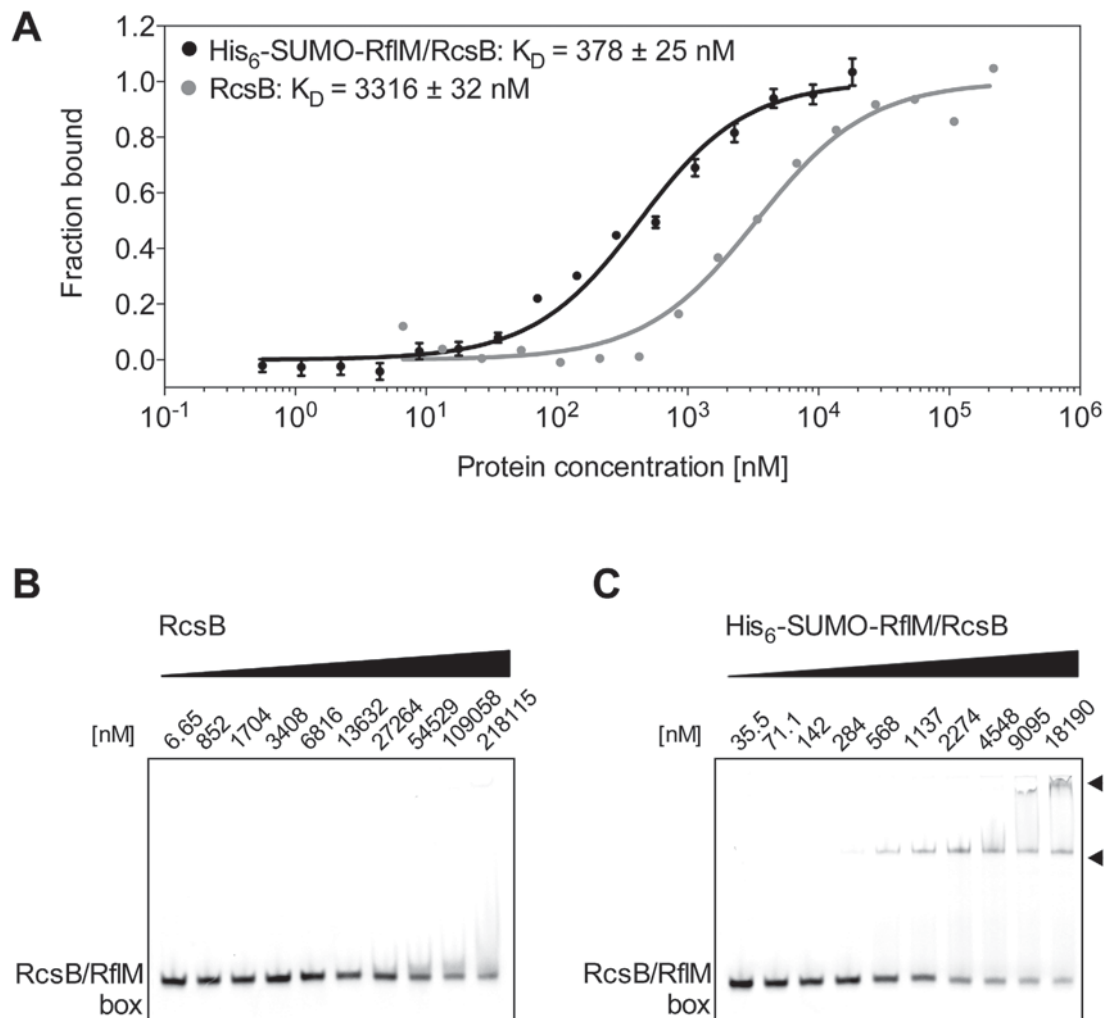 A
His₆-SUMO-RflM/RcsB: K_D = 378 ± 25 nM
RcsB: K_D = 3316 ± 32 nM
1.2
1.0
0.8
0.6
0.4
0.2
0.0
Fraction bound
10⁻¹ 10⁰ 10¹ 10² 10³ 10⁴ 10⁵ 10⁶
Protein concentration [nM]
B
RcsB
[nM] 6.65 852 1704 3408 6816 13632 27264 54529 109058 218115
RcsB/RflM
box
C
His₆-SUMO-RflM/RcsB
[nM] 35.5 71.1 142 284 568 1137 2274 4548 9095 18190
RcsB/RflM
box